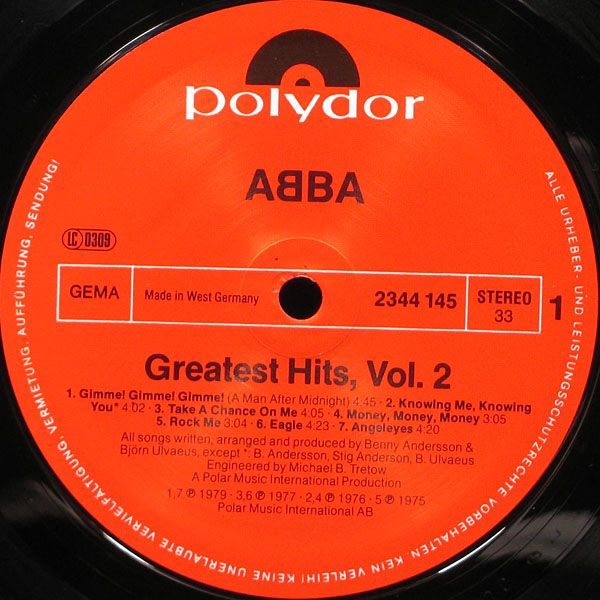 polydor
ABBA
LC 0309
GEMA
Made in West Germany
2344 145
STEREO
33
1
Greatest Hits, Vol. 2
1. Gimme! Gimme! Gimme! (A Man After Midnight) 4:45 · 2. Knowing Me, Knowing
You* 4:02 · 3. Take A Chance On Me 4:05 · 4. Money, Money, Money 3:05
5. Rock Me 3:04 · 6. Eagle 4:23 · 7. Angeleyes 4:20
All songs written, arranged and produced by Benny Andersson &
Björn Ulvaeus, except *: B. Andersson, Stig Anderson, B. Ulvaeus
Engineered by Michael B. Tretow
A Polar Music International Production
1,7 ℗ 1979 · 3,6 ℗ 1977 · 2,4 ℗ 1976 · 5 ℗ 1975
Polar Music International AB
ALLE URHEBER- UND LEISTUNGSSCHUTZRECHTE VORBEHALTEN. KEIN VERLEIH! KEINE UNERLAUBTE VERVIELFÄLTIGUNG, VERMIETUNG, AUFFÜHRUNG, SENDUNG!